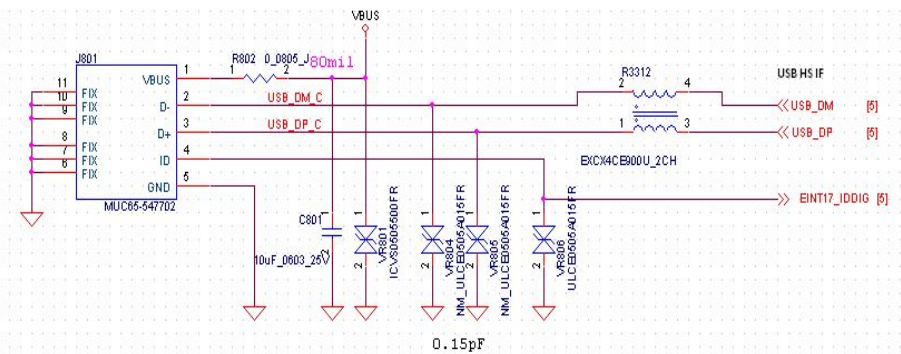 VBUS
J801
R802 0_0805_J 80mil
1 2
R3312
2 4
USB HS IF
11 FIX
10 FIX
9 FIX
8 FIX
7 FIX
6 FIX
VBUS 1
D- 2
D+ 3
ID 4
GND 5
MUC65-547702
USB_DM_C
USB_DP_C
USB_DM [5]
1 3
USB_DP [5]
EXCX4CE900U_2CH
EINT17_IDDIG [5]
C801
1
2
10uF_0603_25V
1
2
VR801
ICVS0505500FR
1
2
VR804
NM_ULCE0505A015FR
1
2
VR805
NM_ULCE0505A015FR
1
2
VR806
ULCE0505A015FR
0.15pF